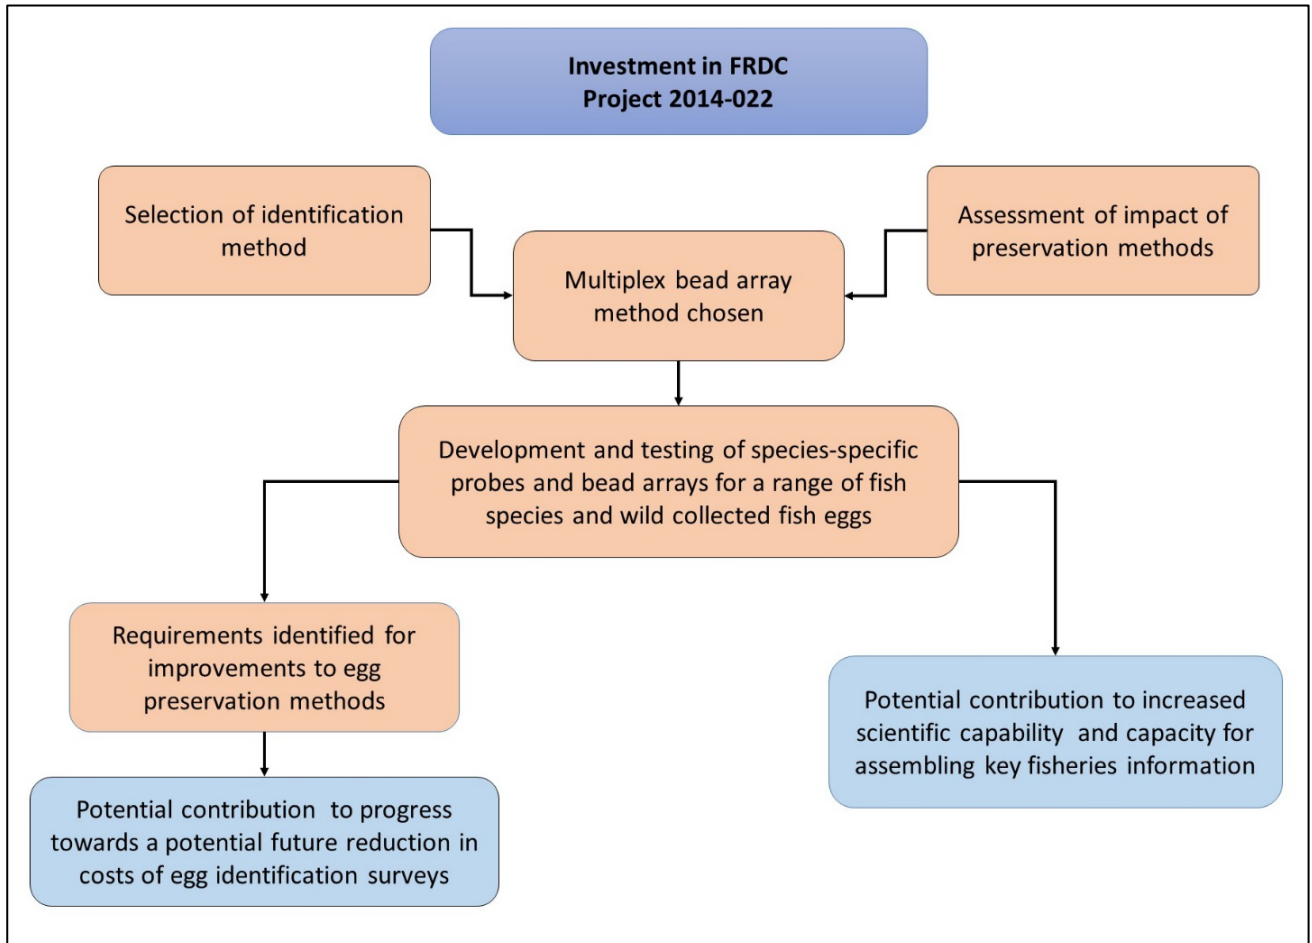 Investment in FRDC
Project 2014-022
Selection of identification
method
Assessment of impact of
preservation methods
Multiplex bead array
method chosen
Development and testing of species-specific
probes and bead arrays for a range of fish
species and wild collected fish eggs
Requirements identified for
improvements to egg
preservation methods
Potential contribution to increased
scientific capability and capacity for
assembling key fisheries information
Potential contribution to progress
towards a potential future reduction in
costs of egg identification surveys